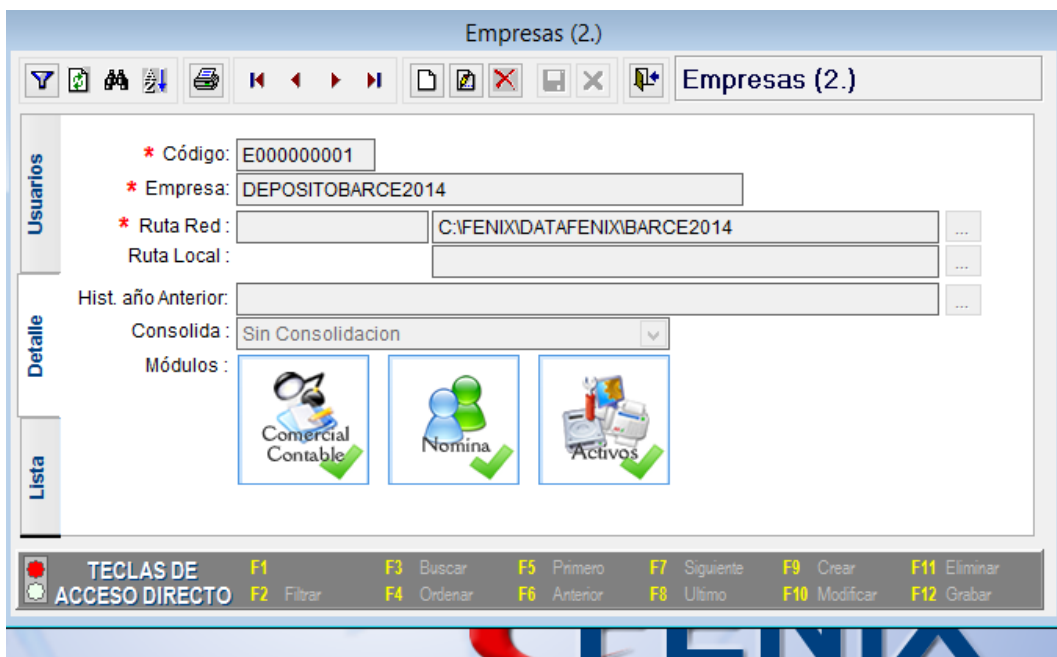 Empresas (2.)
Empresas (2.)
Usuarios
Detalle
Lista
* Código: E000000001
* Empresa: DEPOSITOBARCE2014
* Ruta Red : C:\FENIX\DATAFENIX\BARCE2014 ...
Ruta Local : ...
Hist. año Anterior: ...
Consolida : Sin Consolidacion
Módulos :
Comercial Contable
Nomina
Activos
TECLAS DE ACCESO DIRECTO
F1 F3 Buscar F5 Primero F7 Siguiente F9 Crear F11 Eliminar
F2 Filtrar F4 Ordenar F6 Anterior F8 Ultimo F10 Modificar F12 Grabar
FENIX